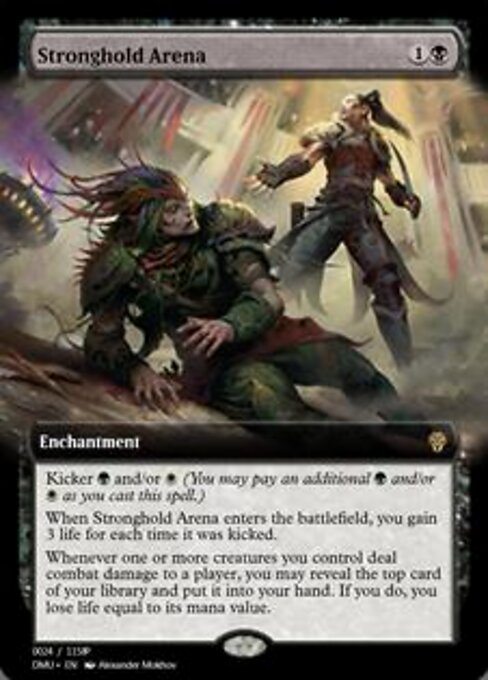 Stronghold Arena 1
Enchantment
Kicker and/or (You may pay an additional and/or
as you cast this spell.)
When Stronghold Arena enters the battlefield, you gain
3 life for each time it was kicked.
Whenever one or more creatures you control deal
combat damage to a player, you may reveal the top card
of your library and put it into your hand. If you do, you
lose life equal to its mana value.
DMU • EN Alexander Mokhov